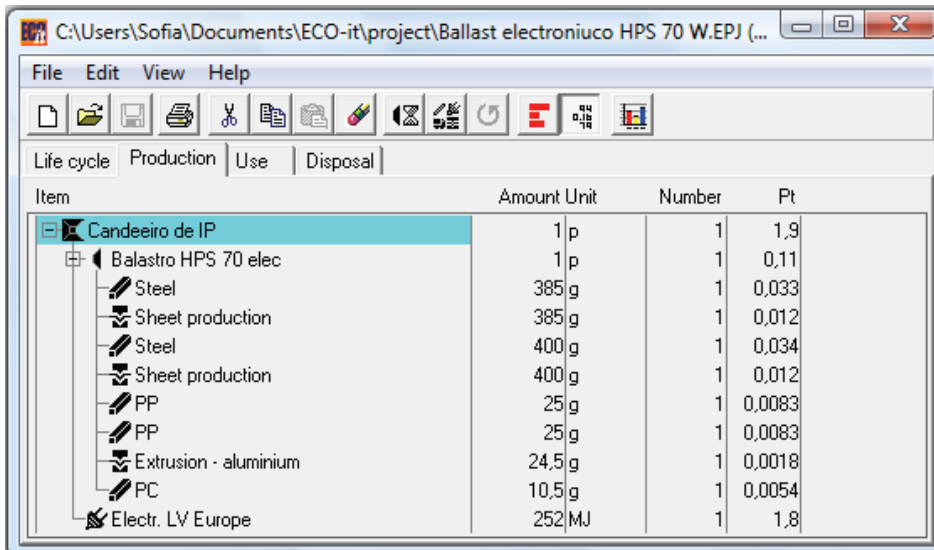 ECO C:\Users\Sofia\Documents\ECO-it\project\Ballast electroniuco HPS 70 W.EPJ (...
File Edit View Help
Life cycle Production Use Disposal
Item Amount Unit Number Pt
Candeeiro de IP 1 p 1 1,9
Balastro HPS 70 elec 1 p 1 0,11
Steel 385 g 1 0,033
Sheet production 385 g 1 0,012
Steel 400 g 1 0,034
Sheet production 400 g 1 0,012
PP 25 g 1 0,0083
PP 25 g 1 0,0083
Extrusion - aluminium 24,5 g 1 0,0018
PC 10,5 g 1 0,0054
Electr. LV Europe 252 MJ 1 1,8